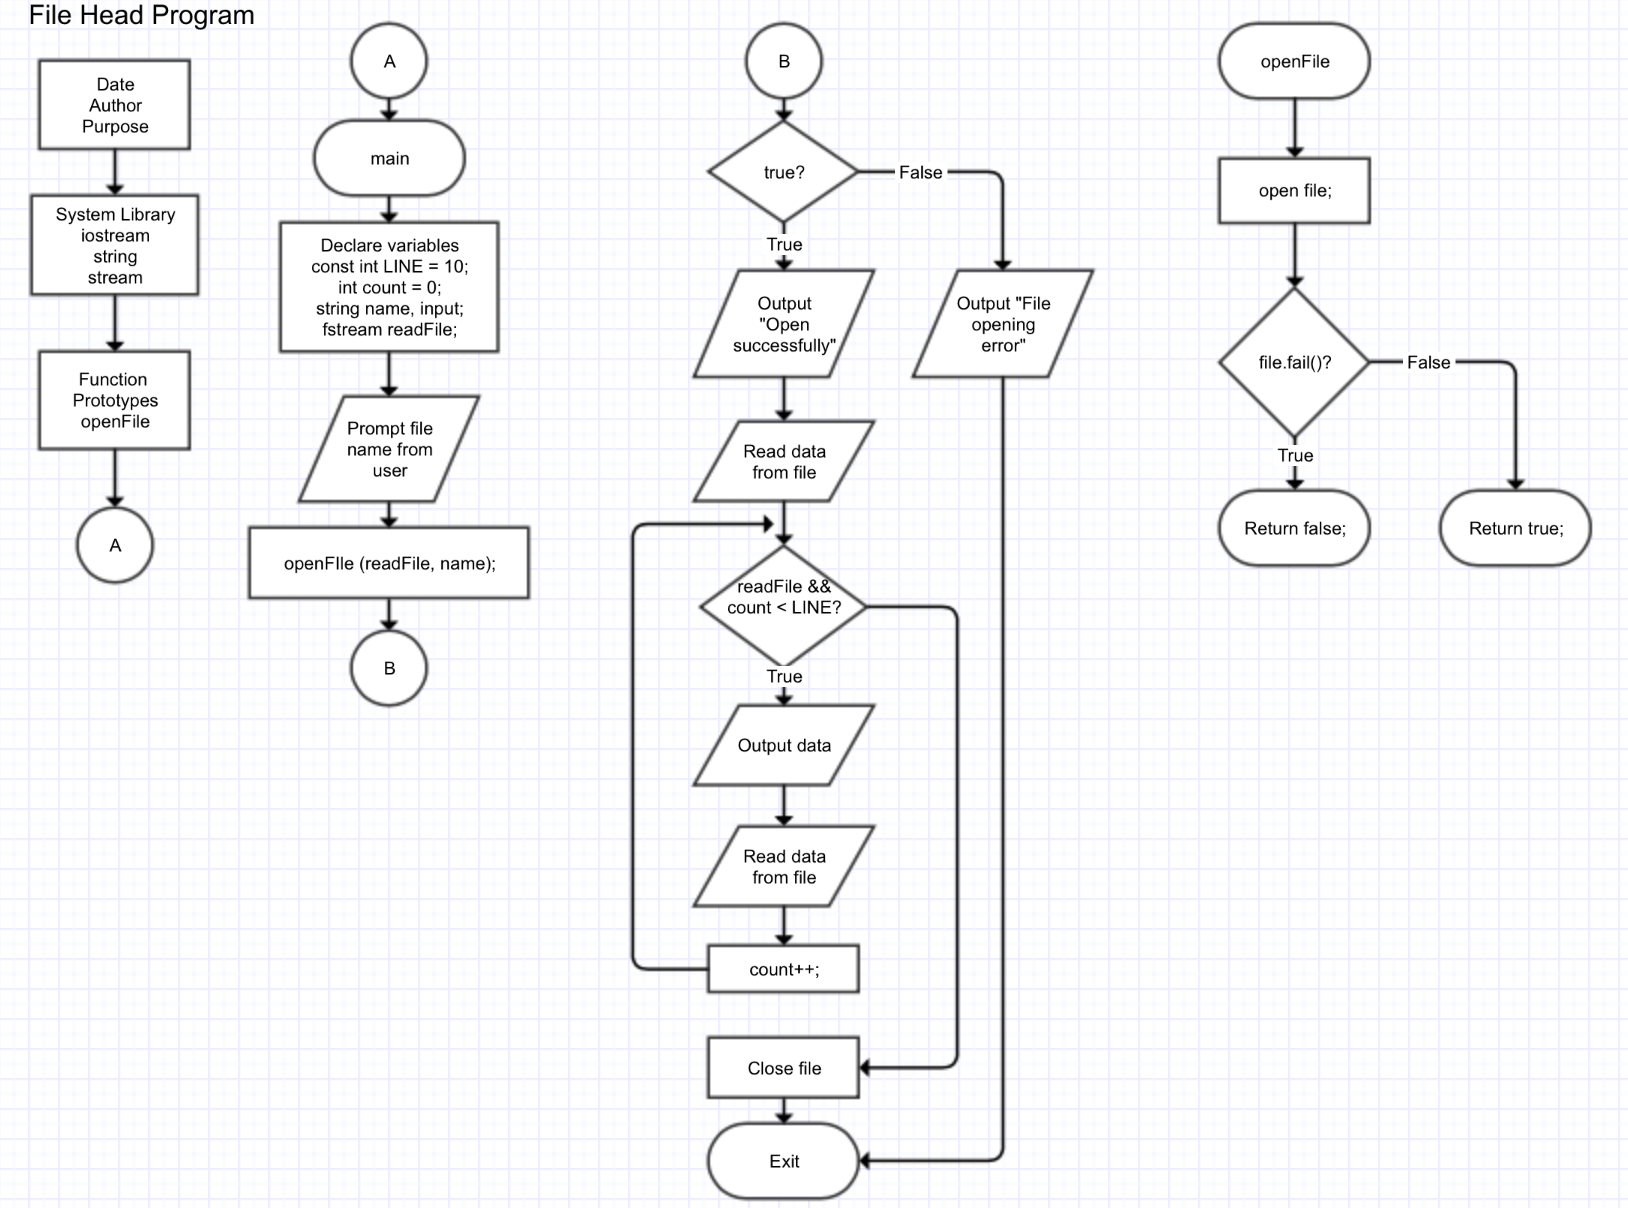 File Head Program
Date
Author
Purpose
System Library
iostream
string
stream
Function
Prototypes
openFile
A
A
main
Declare variables
const int LINE = 10;
int count = 0;
string name, input;
fstream readFile;
Prompt file
name from
user
openFIle (readFile, name);
B
B
true?
False
True
Output
"Open
successfully"
Output "File
opening
error"
Read data
from file
readFile &&
count < LINE?
True
Output data
Read data
from file
count++;
Close file
Exit
openFile
open file;
file.fail()?
False
True
Return false;
Return true;